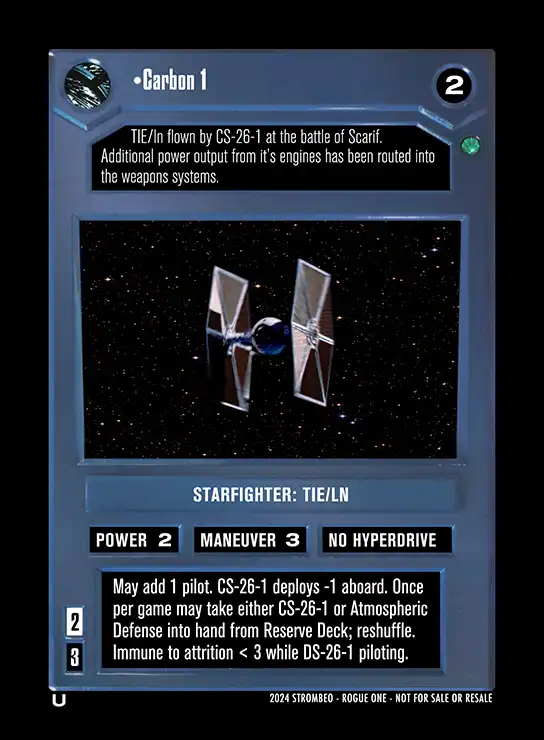 •Carbon 1
2
TIE/ln flown by CS-26-1 at the battle of Scarif.
Additional power output from it's engines has been routed into
the weapons systems.
STARFIGHTER: TIE/LN
POWER 2
MANEUVER 3
NO HYPERDRIVE
May add 1 pilot. CS-26-1 deploys -1 aboard. Once
per game may take either CS-26-1 or Atmospheric
Defense into hand from Reserve Deck; reshuffle.
Immune to attrition < 3 while DS-26-1 piloting.
2
3
U
2024 STROMBEO - ROGUE ONE - NOT FOR SALE OR RESALE